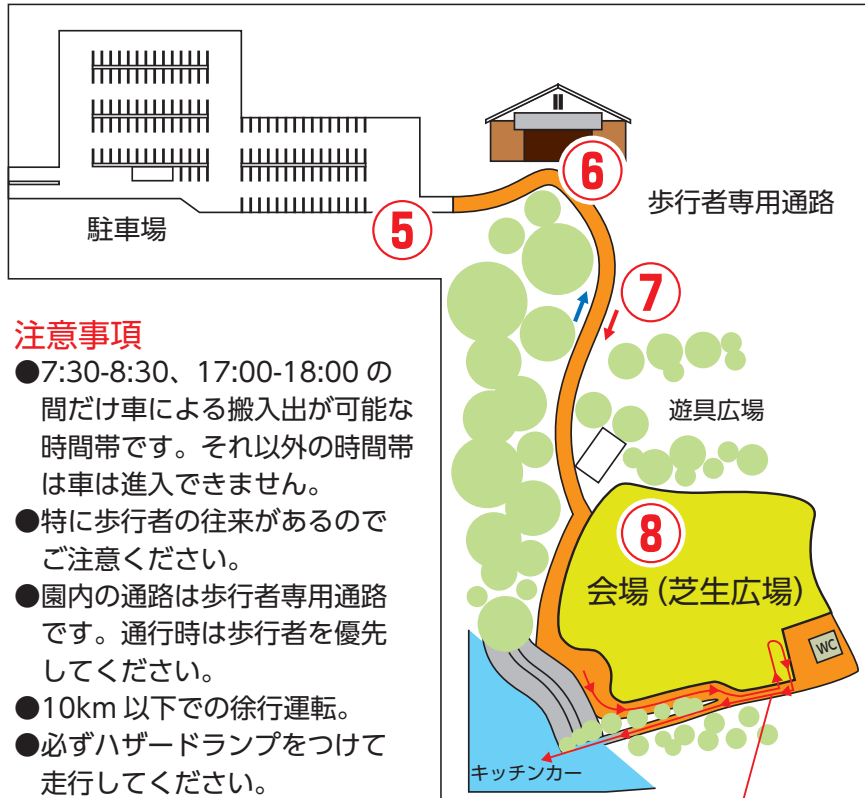 ⑥
歩行者専用通路
⑤
駐車場
⑦
注意事項
●7:30-8:30、17:00-18:00 の
間だけ車による搬入出が可能な
時間帯です。それ以外の時間帯
は車は進入できません。
●特に歩行者の往来があるので
ご注意ください。
●園内の通路は歩行者専用通路
です。通行時は歩行者を優先
してください。
●10km 以下での徐行運転。
●必ずハザードランプをつけて
走行してください。
遊具広場
⑧
会場（芝生広場）
WC
キッチンカー